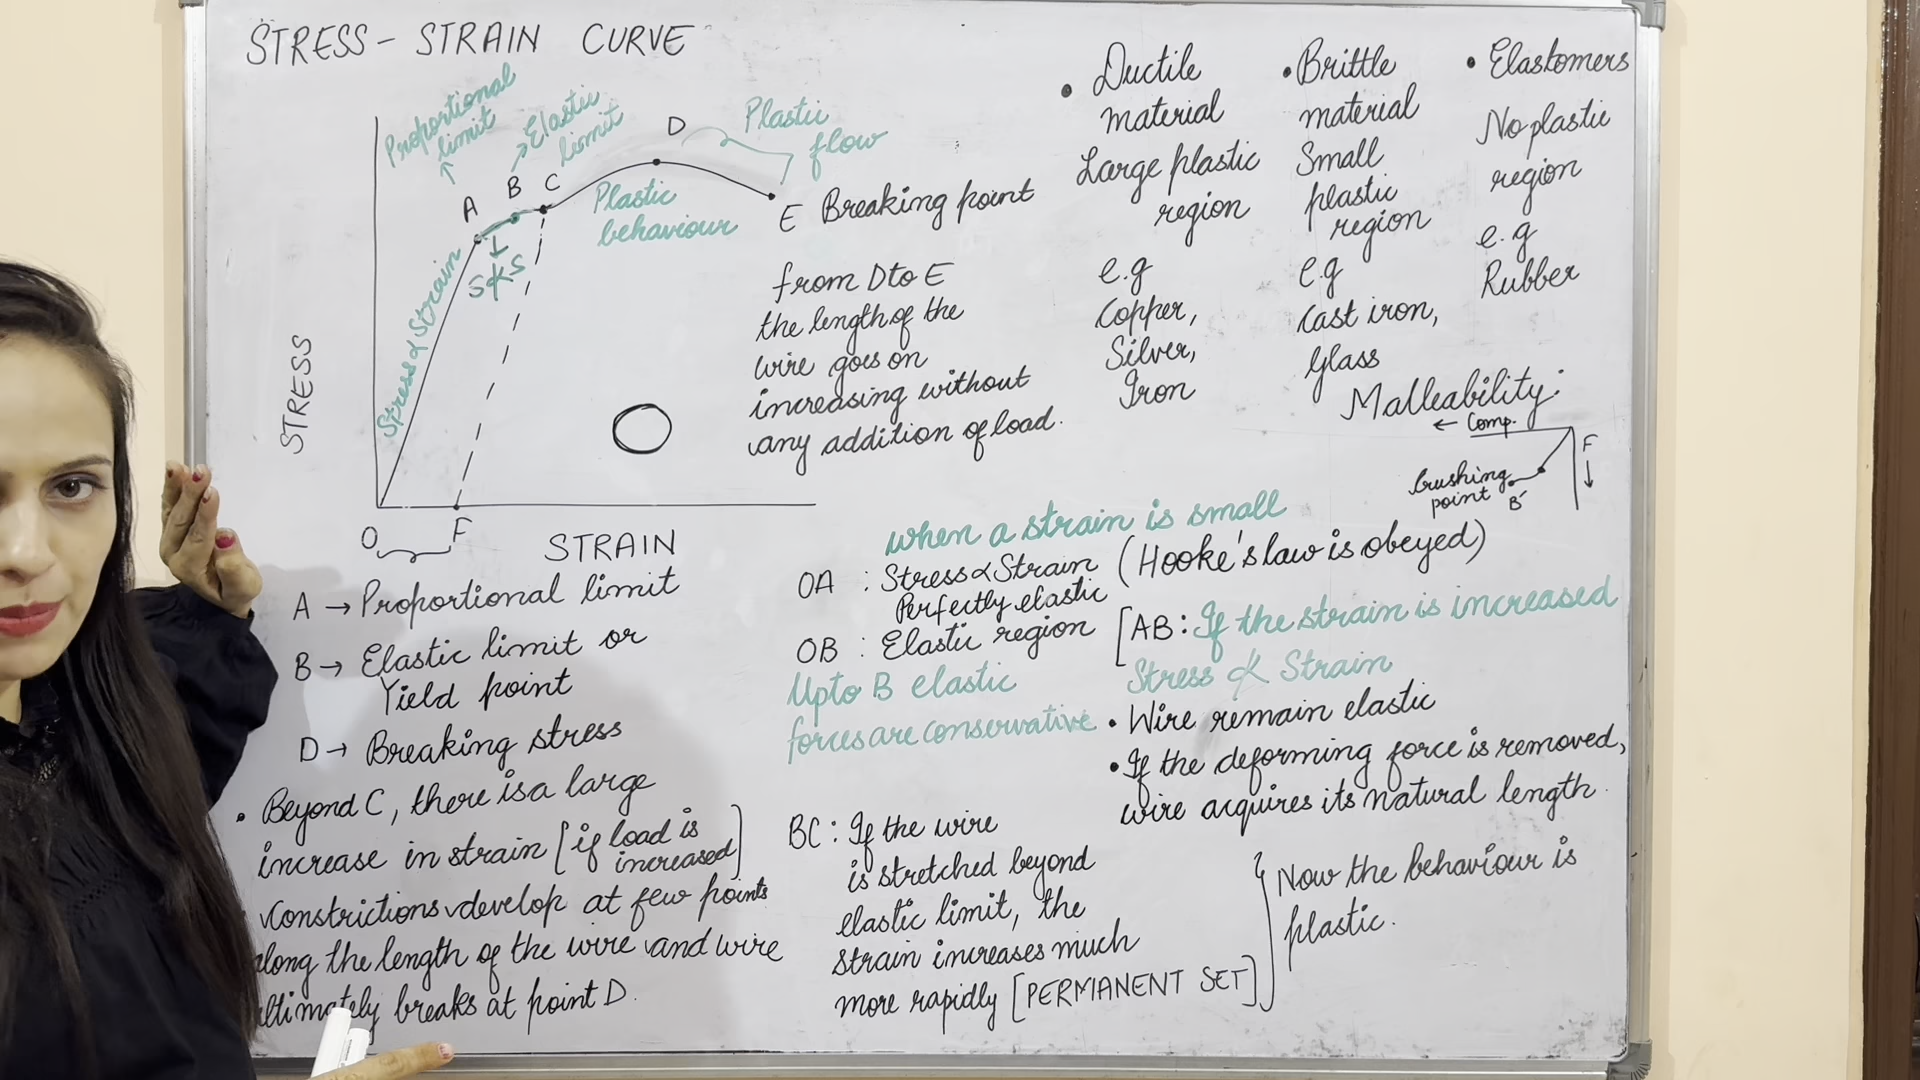 STRESS - STRAIN CURVE
Proportional
limit
Elastic
limit
A
B
C
D
Plastic
flow
Plastic
behaviour
E Breaking point
Stress ∝ Strain
S∝̸S
STRESS
O
F
STRAIN
from D to E
the length of the
wire goes on
increasing without
any addition of load.
• Ductile
material
Large plastic
region
e.g
Copper,
Silver,
Iron
• Brittle
material
Small
plastic
region
e.g
Cast iron,
Glass
• Elastomers
No plastic
region
e.g
Rubber
Malleability:
← Comp.
F
↓
Crushing
point
B'
A → Proportional limit
B → Elastic limit or
Yield point
D → Breaking stress
• Beyond C, there is a large
increase in strain [if load is
increased]
Constrictions develop at few points
along the length of the wire and wire
ultimately breaks at point D.
when a strain is small
OA : Stress ∝ Strain (Hooke's law is obeyed)
Perfectly elastic
OB : Elastic region
Upto B elastic
forces are conservative
[AB: If the strain is increased
Stress ∝̸ Strain
• Wire remain elastic
• If the deforming force is removed,
wire acquires its natural length.
BC : If the wire
is stretched beyond
elastic limit, the
strain increases much
more rapidly [PERMANENT SET]
Now the behaviour is
plastic.